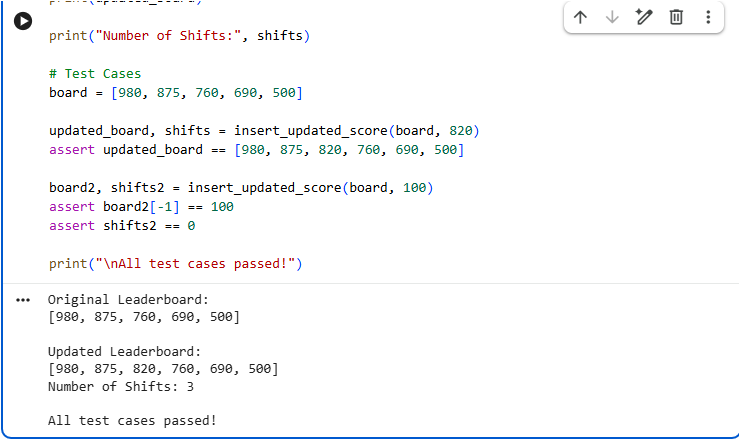 print("Number of Shifts:", shifts)
# Test Cases
board = [980, 875, 760, 690, 500]
updated_board, shifts = insert_updated_score(board, 820)
assert updated_board == [980, 875, 820, 760, 690, 500]
board2, shifts2 = insert_updated_score(board, 100)
assert board2[-1] == 100
assert shifts2 == 0
print("\nAll test cases passed!")
Original Leaderboard:
[980, 875, 760, 690, 500]
Updated Leaderboard:
[980, 875, 820, 760, 690, 500]
Number of Shifts: 3
All test cases passed!